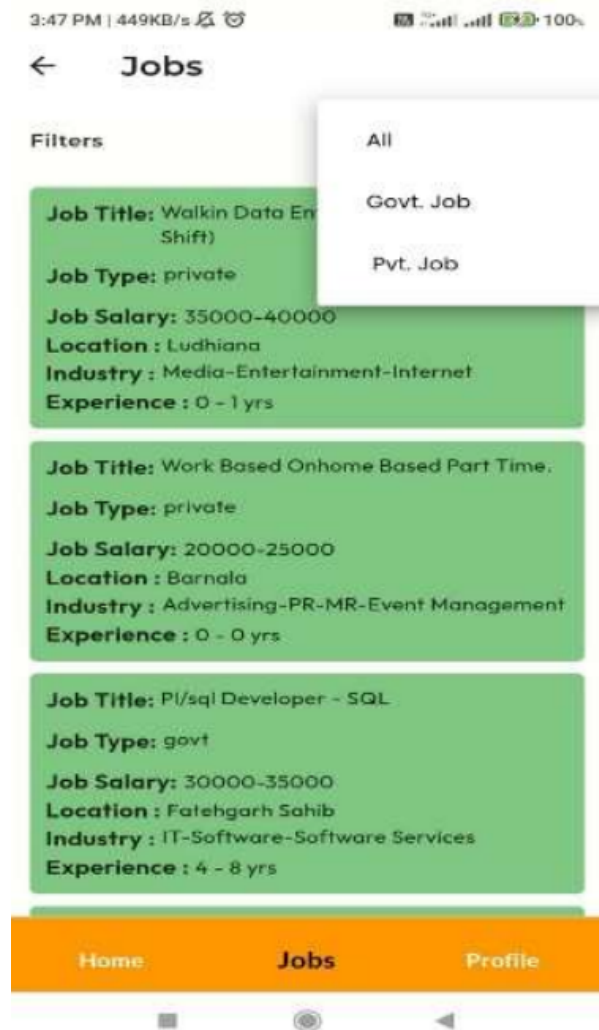 3:47 PM | 449KB/s
100%
Jobs
Filters
All
Govt. Job
Pvt. Job
Job Title: Walkin Data En
Shift)
Job Type: private
Job Salary: 35000-40000
Location : Ludhiana
Industry : Media-Entertainment-Internet
Experience : 0 - 1 yrs
Job Title: Work Based Onhome Based Part Time.
Job Type: private
Job Salary: 20000-25000
Location : Barnala
Industry : Advertising-PR-MR-Event Management
Experience : 0 - 0 yrs
Job Title: Pl/sql Developer - SQL
Job Type: govt
Job Salary: 30000-35000
Location : Fatehgarh Sahib
Industry : IT-Software-Software Services
Experience : 4 - 8 yrs
Home Jobs Profile